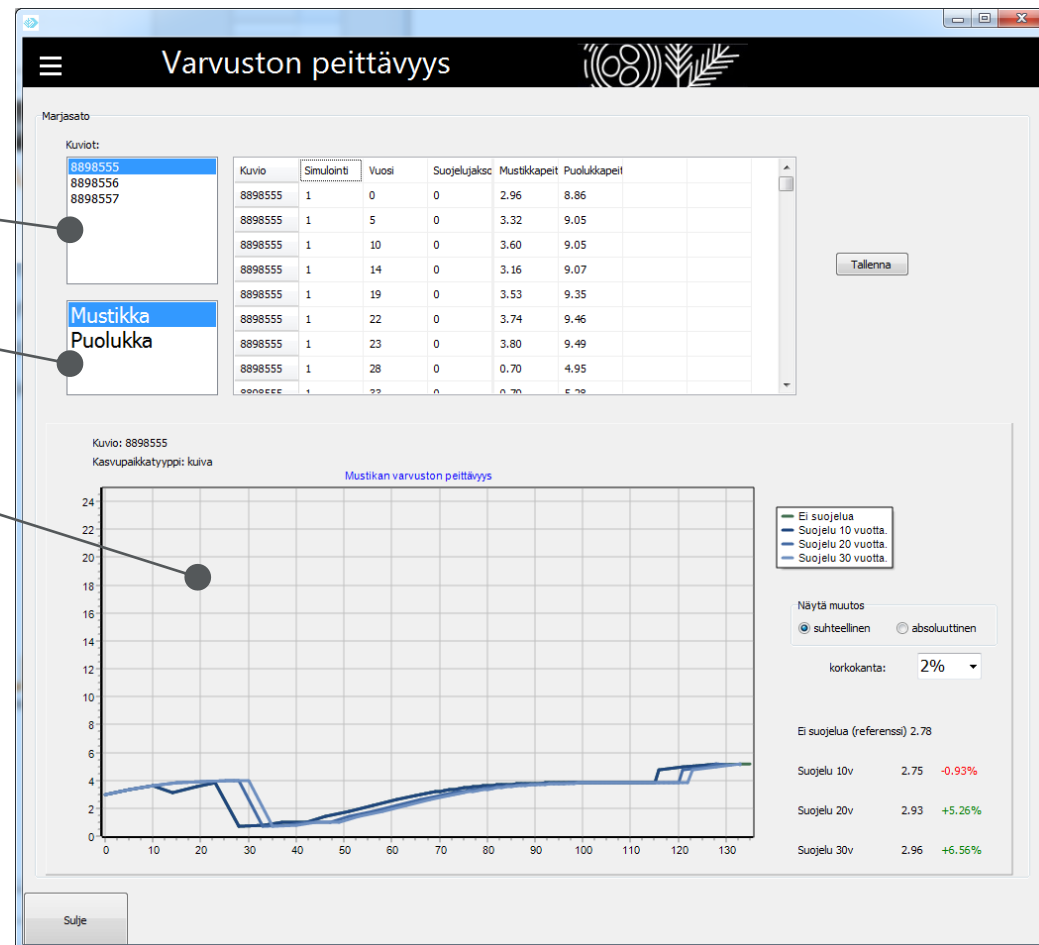 Varvuston peittävyys
Marjasato
Kuviot:
8898555
8898556
8898557
Mustikka
Puolukka
Kuvio Simulointi Vuosi Suojelujaksc Mustikkapeit Puolukkapeit
8898555 1 0 0 2.96 8.86
8898555 1 5 0 3.32 9.05
8898555 1 10 0 3.60 9.05
8898555 1 14 0 3.16 9.07
8898555 1 19 0 3.53 9.35
8898555 1 22 0 3.74 9.46
8898555 1 23 0 3.80 9.49
8898555 1 28 0 0.70 4.95
Tallenna
Kuvio: 8898555
Kasvupaikkatyyppi: kuiva
Mustikan varvuston peittävyys
24
22
20
18
16
14
12
10
8
6
4
2
0
0 10 20 30 40 50 60 70 80 90 100 110 120 130
Ei suojelua
Suojelu 10 vuotta.
Suojelu 20 vuotta.
Suojelu 30 vuotta.
Näytä muutos
suhteellinen absoluuttinen
korkokanta: 2%
Ei suojelua (referenssi) 2.78
Suojelu 10v 2.75 -0.93%
Suojelu 20v 2.93 +5.26%
Suojelu 30v 2.96 +6.56%
Sulje